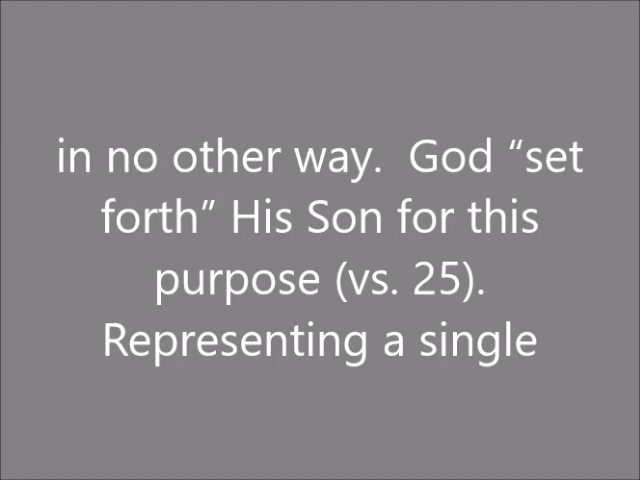 in no other way.  God “set
forth” His Son for this
purpose (vs. 25).
Representing a single